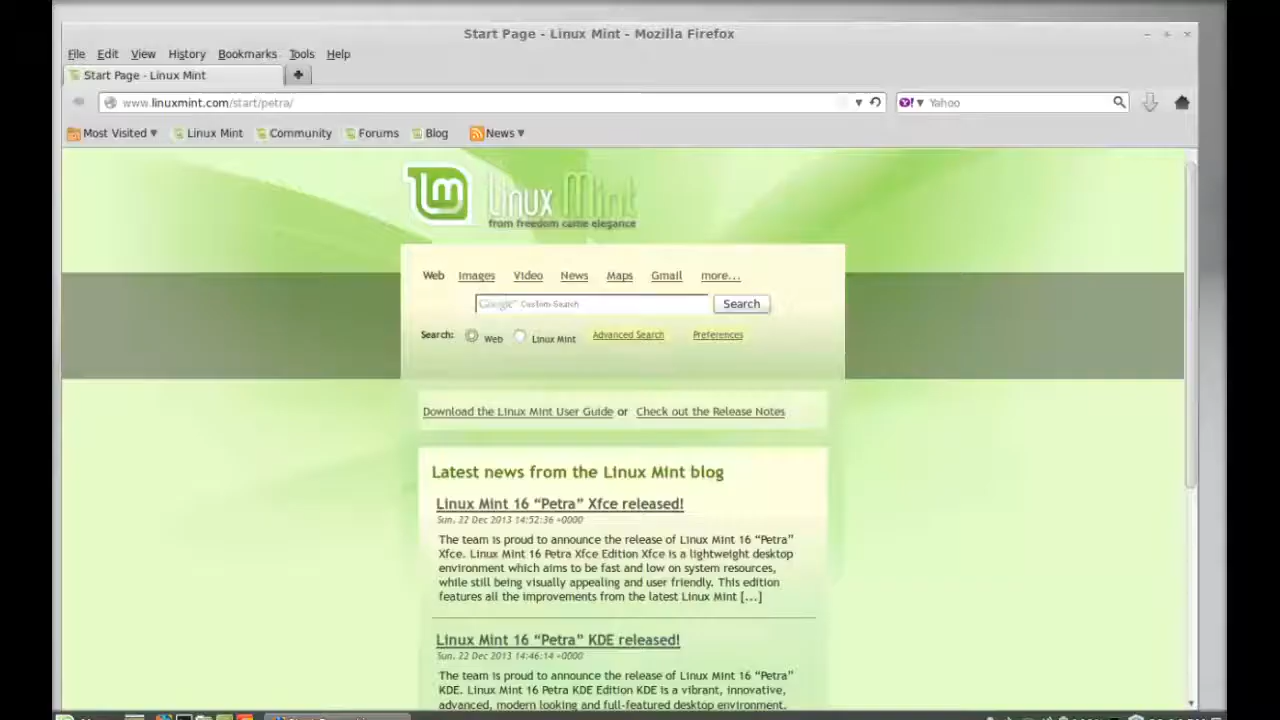 Start Page - Linux Mint - Mozilla Firefox
File Edit View History Bookmarks Tools Help
Start Page - Linux Mint
www.linuxmint.com/start/petra/
Yahoo
Most Visited Linux Mint Community Forums Blog News
Linux Mint
from freedom came elegance
Web Images Video News Maps Gmail more...
Google™ Custom Search Search
Search: Web Linux Mint Advanced Search Preferences
Download the Linux Mint User Guide or Check out the Release Notes
Latest news from the Linux Mint blog
Linux Mint 16 “Petra” Xfce released!
Sun, 22 Dec 2013 14:52:36 +0000
The team is proud to announce the release of Linux Mint 16 “Petra”
Xfce. Linux Mint 16 Petra Xfce Edition Xfce is a lightweight desktop
environment which aims to be fast and low on system resources,
while still being visually appealing and user friendly. This edition
features all the improvements from the latest Linux Mint [...]
Linux Mint 16 “Petra” KDE released!
Sun, 22 Dec 2013 14:46:14 +0000
The team is proud to announce the release of Linux Mint 16 “Petra”
KDE. Linux Mint 16 Petra KDE Edition KDE is a vibrant, innovative,
advanced, modern looking and full-featured desktop environment.